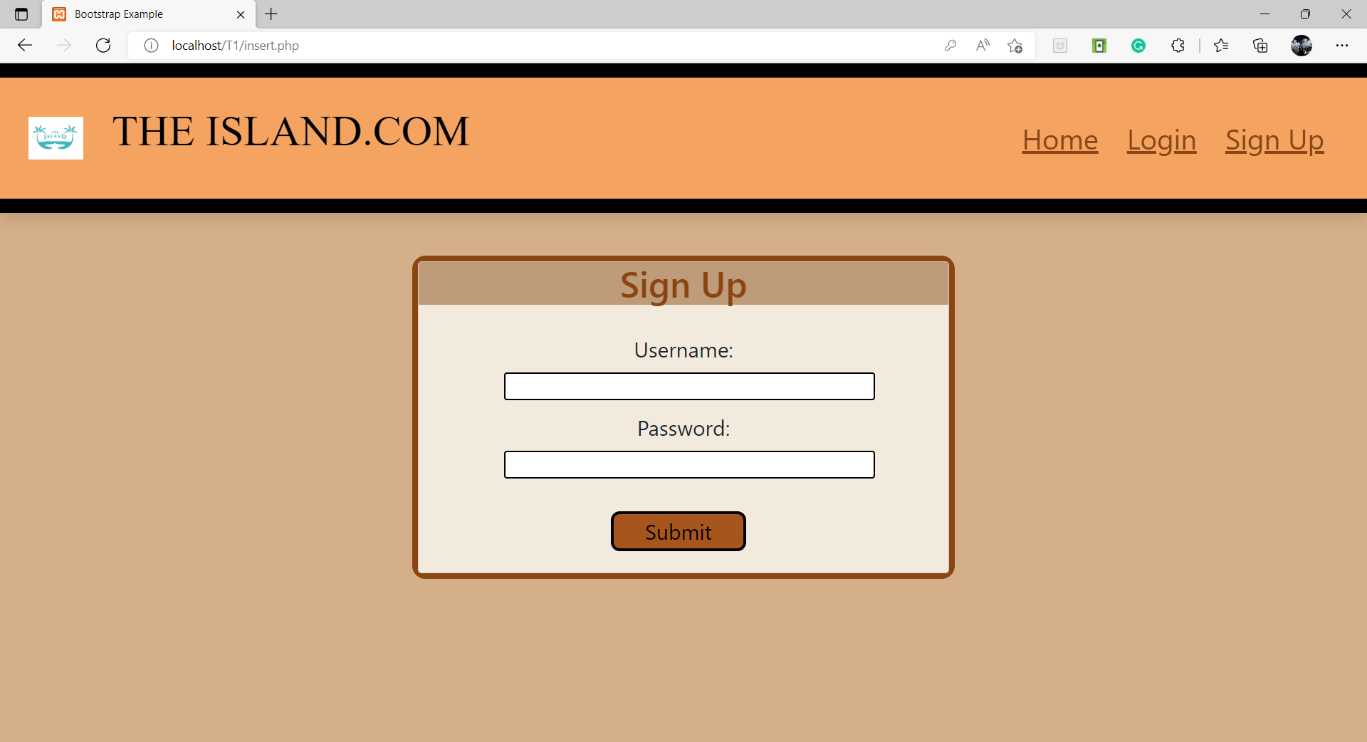 Bootstrap Example
localhost/T1/insert.php
THE ISLAND.COM
Home Login Sign Up
Sign Up
Username:
Password:
Submit